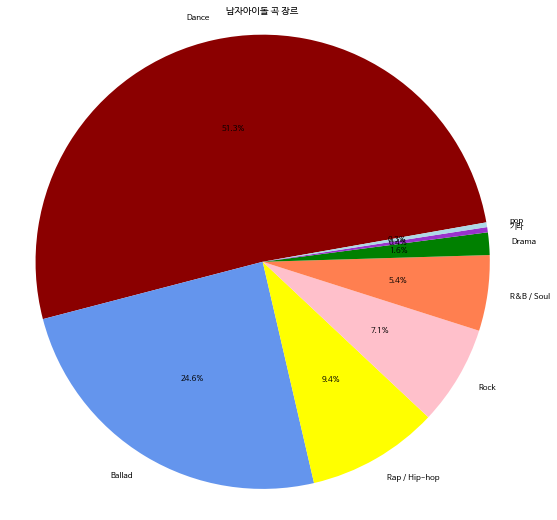 남자아이돌 곡 장르
Dance
51.3%
POP
기타
Drama
1.6%
R&B / Soul
5.4%
Rock
7.1%
Rap / Hip-hop
9.4%
Ballad
24.6%